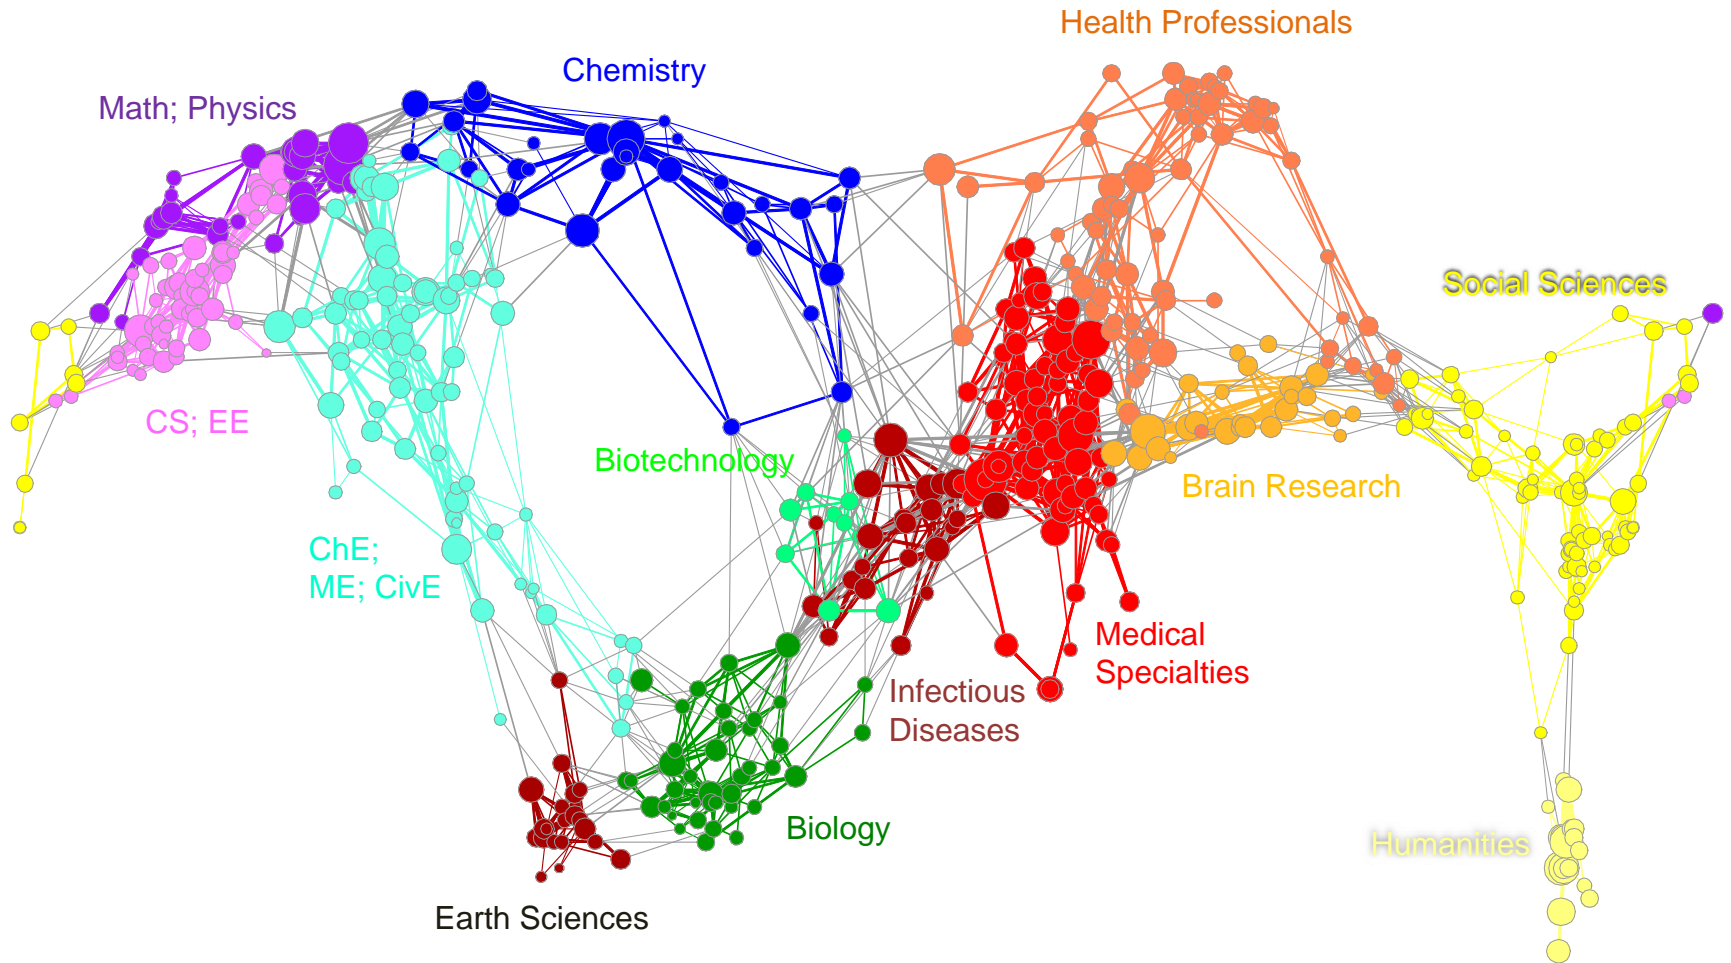 Health Professionals
Chemistry
Math; Physics
Social Sciences
CS; EE
Biotechnology
Brain Research
ChE;
ME; CivE
Medical
Specialties
Infectious
Diseases
Biology
Humanities
Earth Sciences